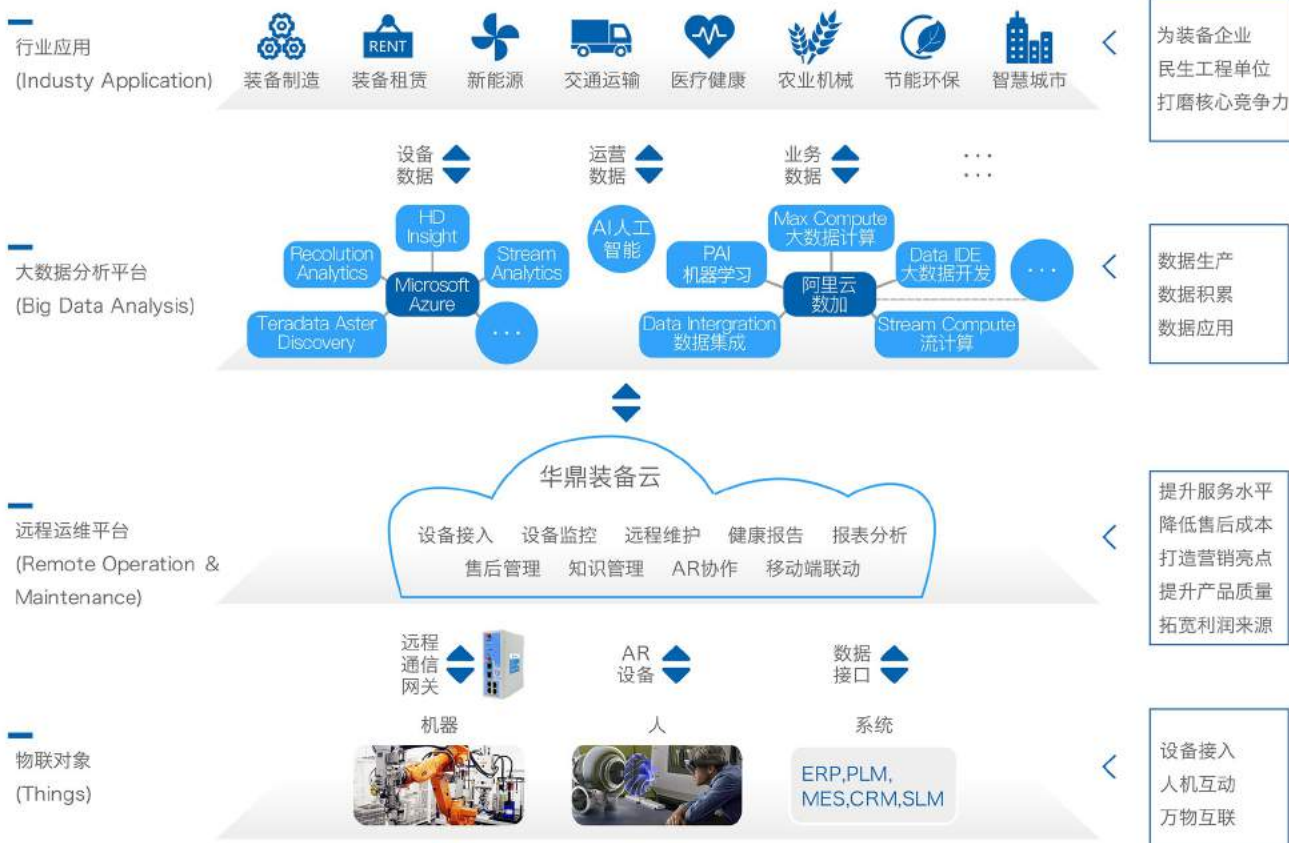 行业应用
(Industy Application)
RENT
装备制造
装备租赁
新能源
交通运输
医疗健康
农业机械
节能环保
智慧城市
为装备企业
民生工程单位
打磨核心竞争力
设备
数据
运营
数据
业务
数据
...
...
大数据分析平台
(Big Data Analysis)
HD
Insight
Recolution
Analytics
Stream
Analytics
Microsoft
Azure
Teradata Aster
Discovery
...
AI人工
智能
Max Compute
大数据计算
PAI
机器学习
Data IDE
大数据开发
阿里云
数加
Data Intergration
数据集成
Stream Compute
流计算
...
数据生产
数据积累
数据应用
远程运维平台
(Remote Operation &
Maintenance)
华鼎装备云
设备接入 设备监控 远程维护 健康报告 报表分析
售后管理 知识管理 AR协作 移动端联动
提升服务水平
降低售后成本
打造营销亮点
提升产品质量
拓宽利润来源
远程
通信
网关
AR
设备
数据
接口
物联对象
(Things)
机器
人
系统
ERP,PLM,
MES,CRM,SLM
设备接入
人机互动
万物互联